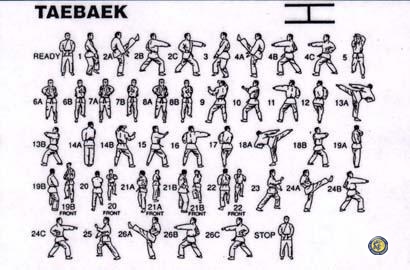 TAEBAEK
READY 1 2A 2B 2C 3 4A 4B 4C 5
6A 6B 7A 7B 8A 8B 9 10 11 12 13A
13B 14A 14B 15 16 17 18A 18B 19A
19B 20 21A 21B 22 23 24A 24B
19B 20 21A 21B 22
FRONT FRONT FRONT FRONT FRONT
24C 25 26A 26B 26C STOP